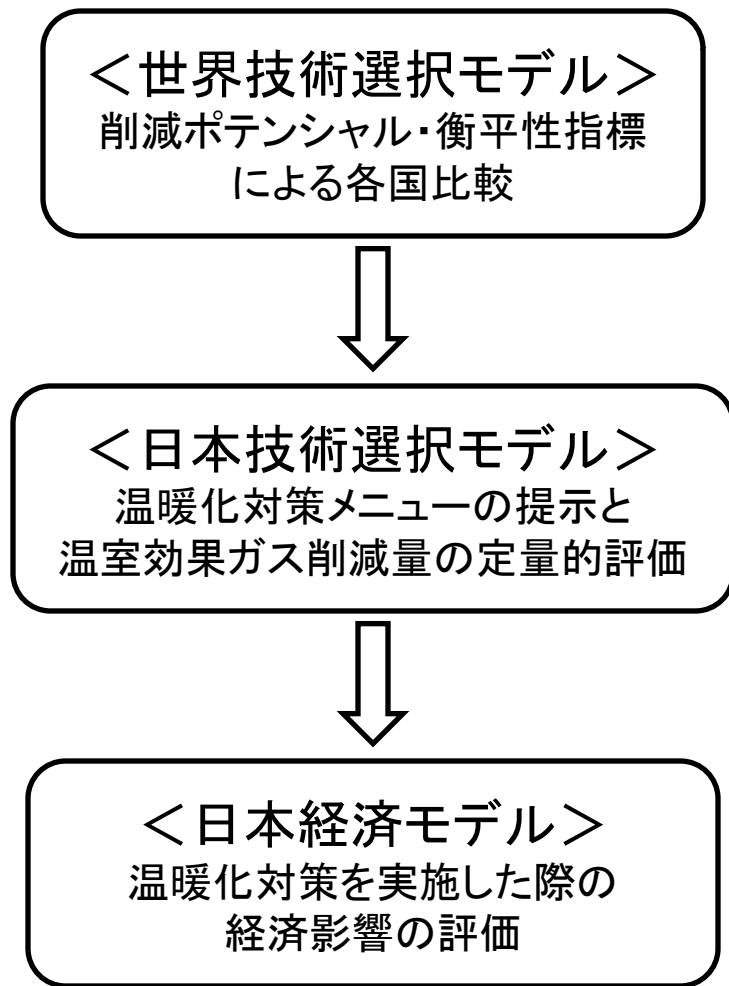 ＜世界技術選択モデル＞
削減ポテンシャル・衡平性指標
による各国比較
＜日本技術選択モデル＞
温暖化対策メニューの提示と
温室効果ガス削減量の定量的評価
＜日本経済モデル＞
温暖化対策を実施した際の
経済影響の評価